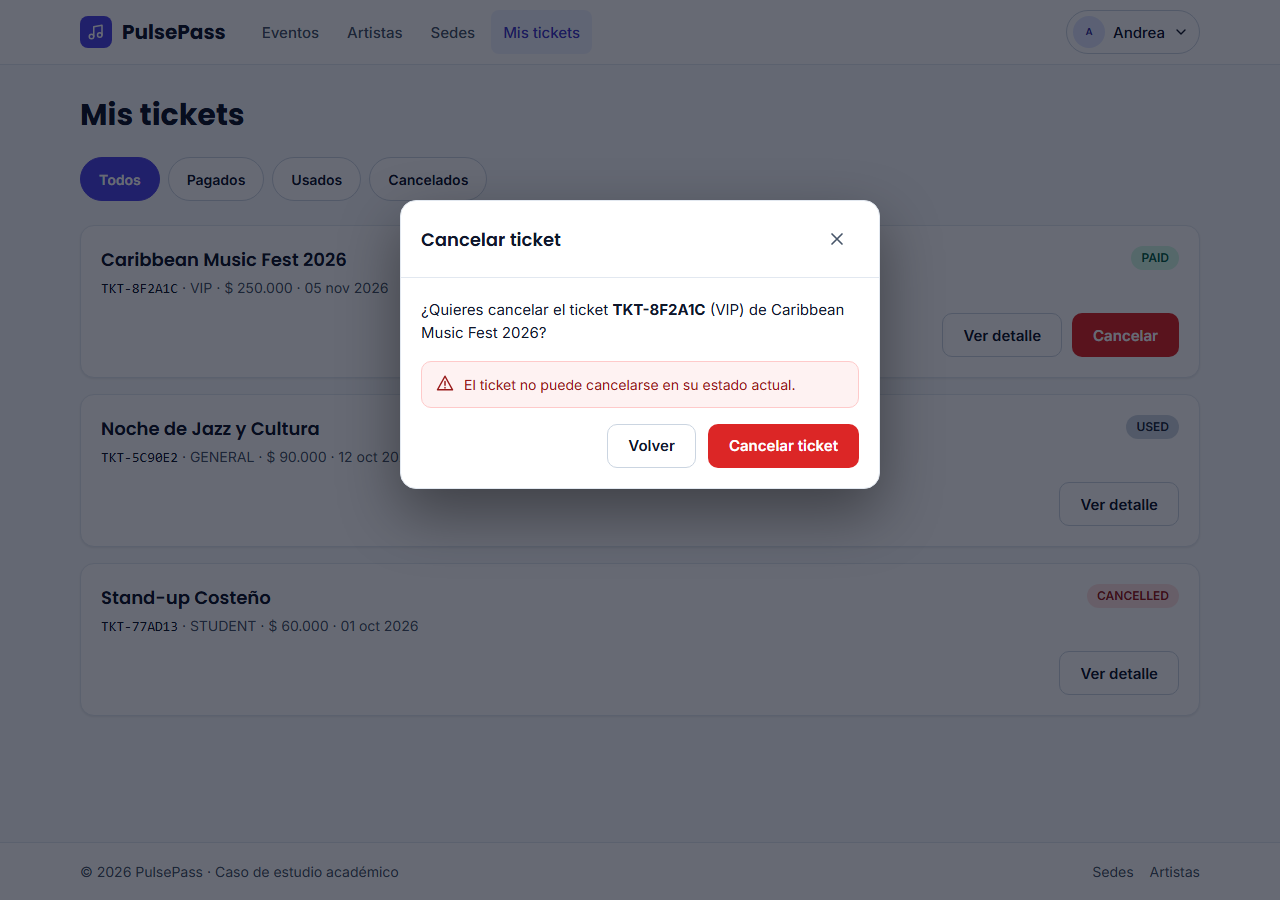 PulsePass
Eventos
Artistas
Sedes
Mis tickets
A
Andrea
Mis tickets
Todos
Pagados
Usados
Cancelados
Cancelar ticket
¿Quieres cancelar el ticket TKT-8F2A1C (VIP) de Caribbean
Music Fest 2026?
El ticket no puede cancelarse en su estado actual.
Volver
Cancelar ticket
Caribbean Music Fest 2026
PAID
TKT-8F2A1C · VIP · $ 250.000 · 05 nov 2026
Ver detalle
Cancelar
Noche de Jazz y Cultura
USED
TKT-5C90E2 · GENERAL · $ 90.000 · 12 oct 20
Ver detalle
Stand-up Costeño
CANCELLED
TKT-77AD13 · STUDENT · $ 60.000 · 01 oct 2026
Ver detalle
© 2026 PulsePass · Caso de estudio académico
Sedes
Artistas